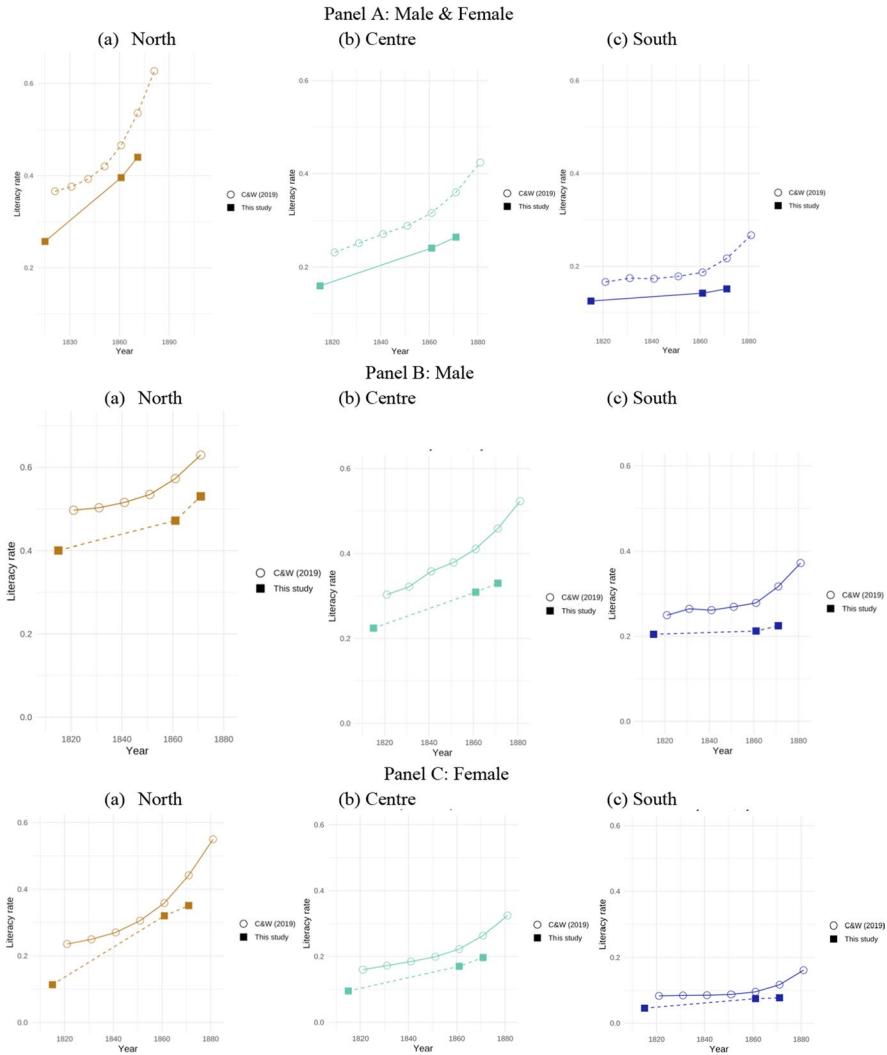 Panel A: Male & Female
(a) North
(b) Centre
(c) South
Literacy rate
0.6
0.4
0.2
1830
1860
1890
Year
C&W (2019)
This study
Literacy rate
0.6
0.4
0.2
1820
1840
1860
1880
Year
C&W (2019)
This study
Literacy rate
0.6
0.4
0.2
1820
1840
1860
1880
Year
C&W (2019)
This study
Panel B: Male
(a) North
(b) Centre
(c) South
Literacy rate
0.6
0.4
0.2
0.0
1820
1840
1860
1880
Year
C&W (2019)
This study
Literacy rate
0.6
0.4
0.2
0.0
1820
1840
1860
1880
Year
C&W (2019)
This study
Literacy rate
0.6
0.4
0.2
0.0
1820
1840
1860
1880
Year
C&W (2019)
This study
Panel C: Female
(a) North
(b) Centre
(c) South
Literacy rate
0.6
0.4
0.2
0.0
1820
1840
1860
1880
Year
C&W (2019)
This study
Literacy rate
0.6
0.4
0.2
0.0
1820
1840
1860
1880
Year
C&W (2019)
This study
Literacy rate
0.6
0.4
0.2
0.0
1820
1840
1860
1880
Year
C&W (2019)
This study